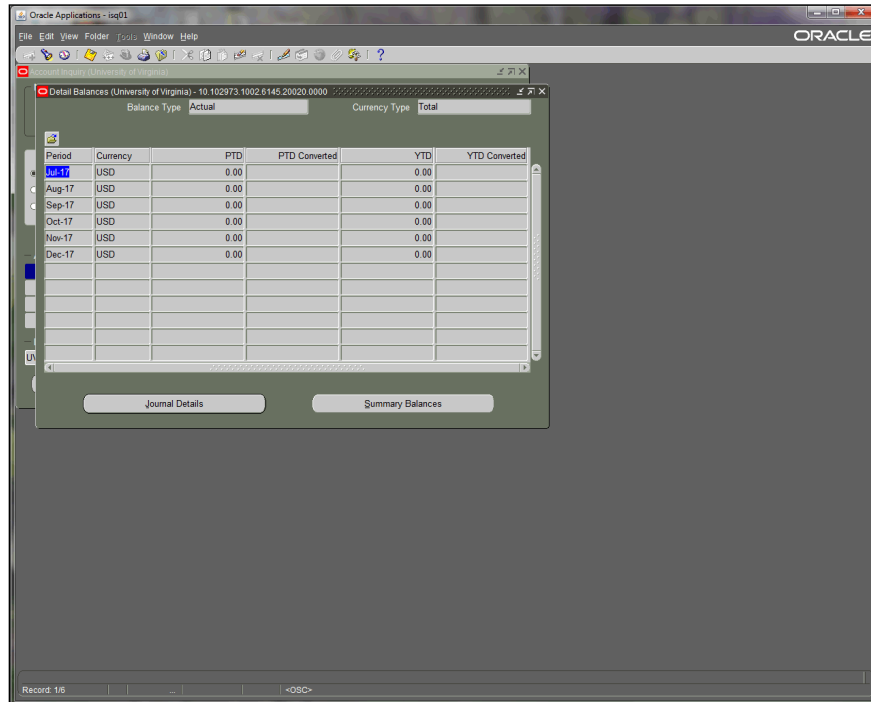 Oracle Applications - isq01
File Edit View Folder Tools Window Help
ORACLE
Account Inquiry (University of Virginia)
Detail Balances (University of Virginia) - 10.102973.1002.6145.20020.0000
Balance Type Actual Currency Type Total
Period Currency PTD PTD Converted YTD YTD Converted
Jul-17 USD 0.00 0.00
Aug-17 USD 0.00 0.00
Sep-17 USD 0.00 0.00
Oct-17 USD 0.00 0.00
Nov-17 USD 0.00 0.00
Dec-17 USD 0.00 0.00
Journal Details Summary Balances
Record: 1/6 ... <OSC>